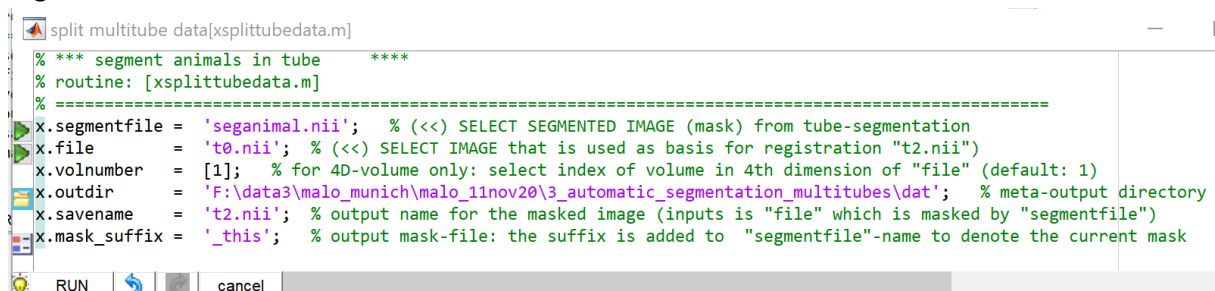 split multitube data[xsplittubedata.m]
% *** segment animals in tube     ****
% routine: [xsplittubedata.m]
% =====================================================================================================
x.segmentfile =  'seganimal.nii';   % (<<) SELECT SEGMENTED IMAGE (mask) from tube-segmentation
x.file        =  't0.nii';  % (<<) SELECT IMAGE that is used as basis for registration "t2.nii")
x.volnumber   =  [1];   % for 4D-volume only: select index of volume in 4th dimension of "file" (default: 1)
x.outdir      =  'F:\data3\malo_munich\malo_11nov20\3_automatic_segmentation_multitubes\dat';   % meta-output directory
x.savename    =  't2.nii';  % output name for the masked image (inputs is "file" which is masked by "segmentfile")
x.mask_suffix =  '_this';   % output mask-file: the suffix is added to  "segmentfile"-name to denote the current mask
RUN cancel